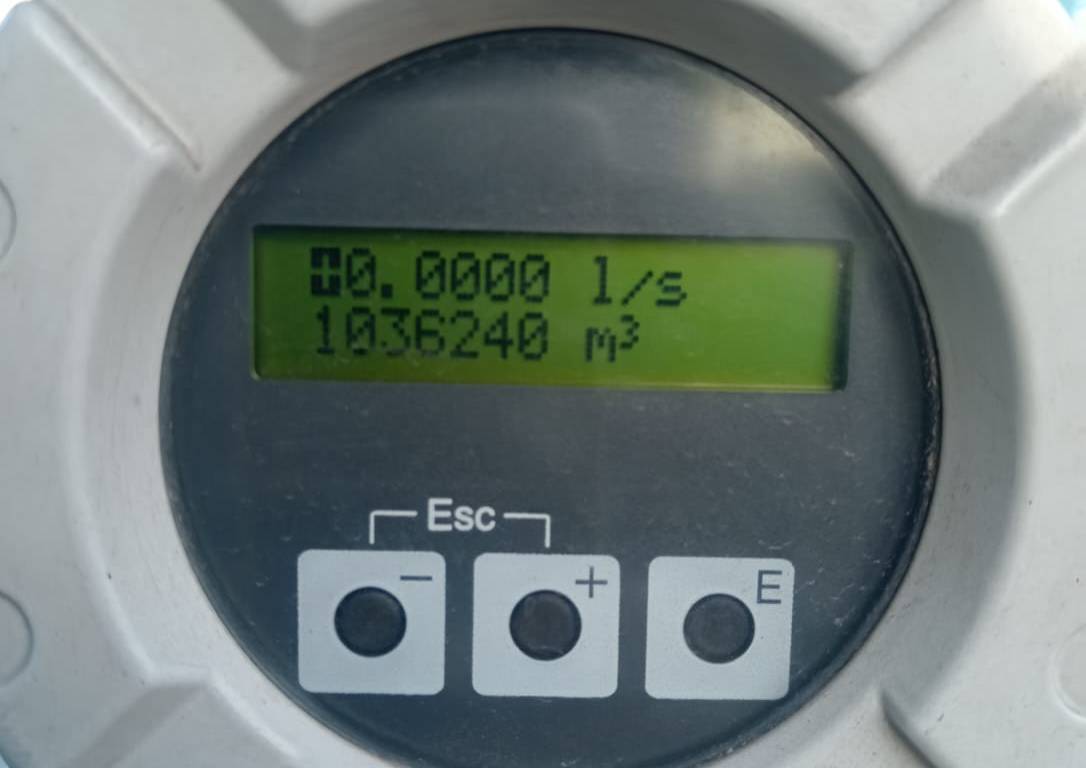 +0.0000 l/s
1036240 m³
Esc
− + E